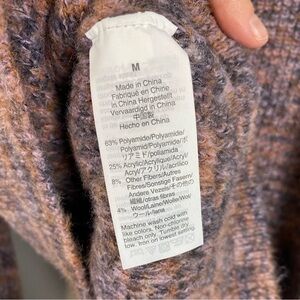 M
Made in China
Fabriqué en Chine
In China Hergestellt
Vervaardigd in China
中国製
Hecho en China
63% Polyamide/Polyamide/
Polyamid/Polyamide/ポ
リアミド/poliamida
25% Acrylic/Acrylique/Acryl/
Acryl/アクリル/acrílico
8% Other Fibers/Autres
Fibres/Sonstige Fasern/
Andere Vezels/その他の
繊維/otras fibras
4% Wool/Laine/Wolle/Wol/
ウール/lana
Machine wash cold with
like colors. Non-chlorine
bleach only. Tumble dry
low. Iron on lowest setting.